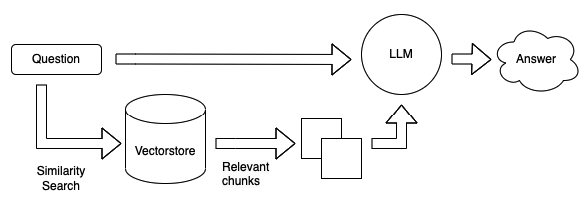 Question
LLM
Answer
Vectorstore
Similarity
Search
Relevant
chunks